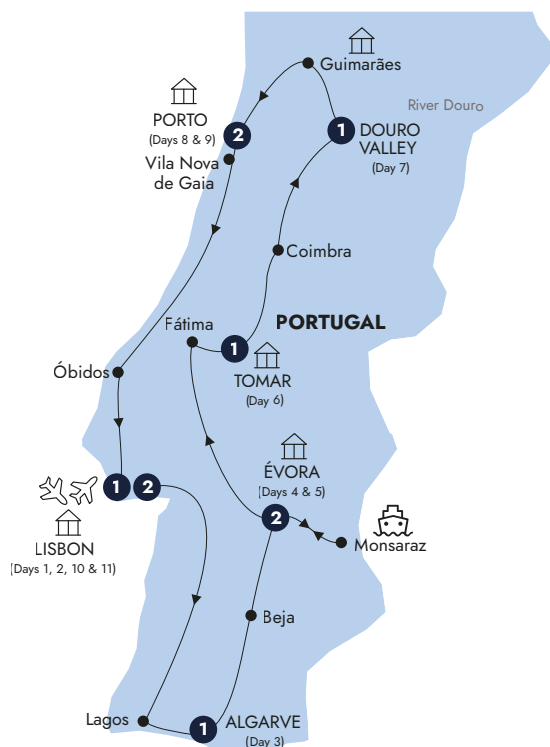 Guimarães
River Douro
PORTO
(Days 8 & 9)
2
1
DOURO
VALLEY
(Day 7)
Vila Nova
de Gaia
Coimbra
PORTUGAL
Fátima
1
TOMAR
(Day 6)
Óbidos
ÉVORA
(Days 4 & 5)
1
2
2
LISBON
(Days 1, 2, 10 & 11)
Monsaraz
Beja
Lagos
1
ALGARVE
(Day 3)